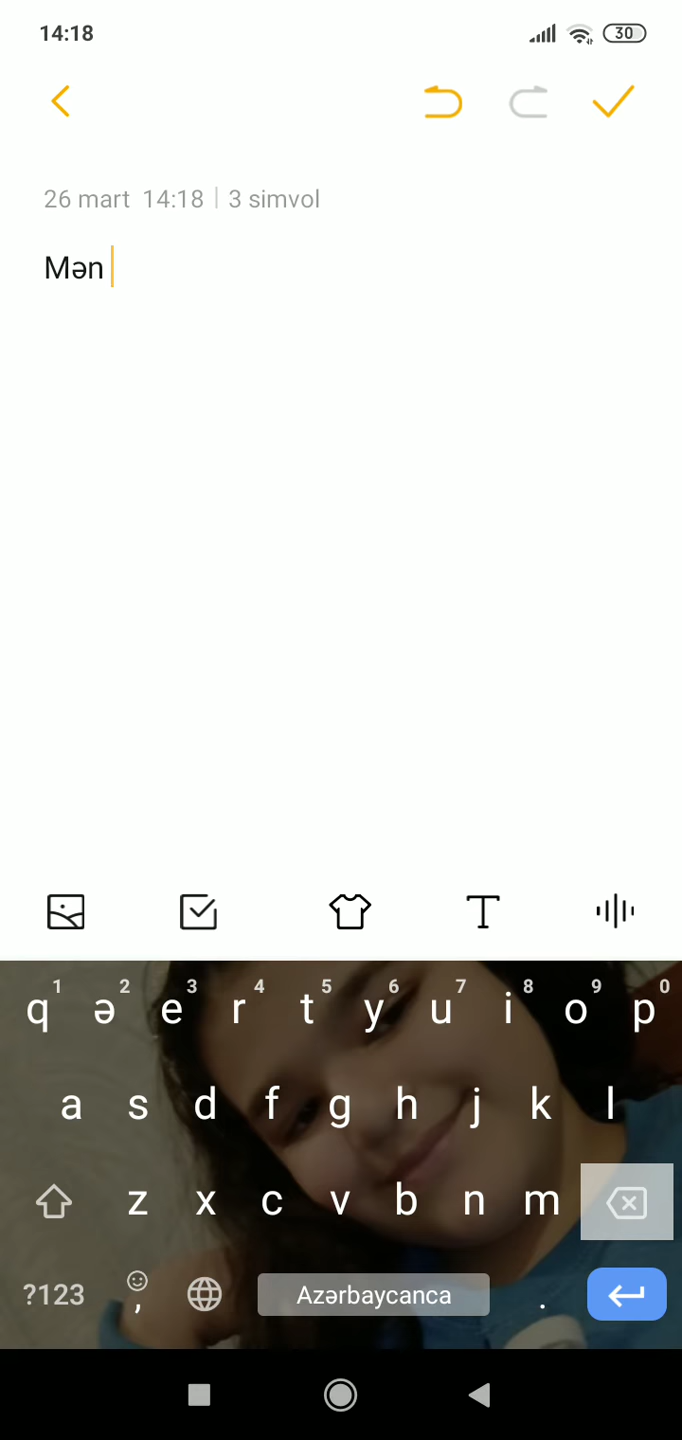 14:18
30
26 mart 14:18 | 3 simvol
Mən
1 2 3 4 5 6 7 8 9 0
q ə e r t y u i o p
a s d f g h j k l
z x c v b n m
?123 , Azərbaycanca .